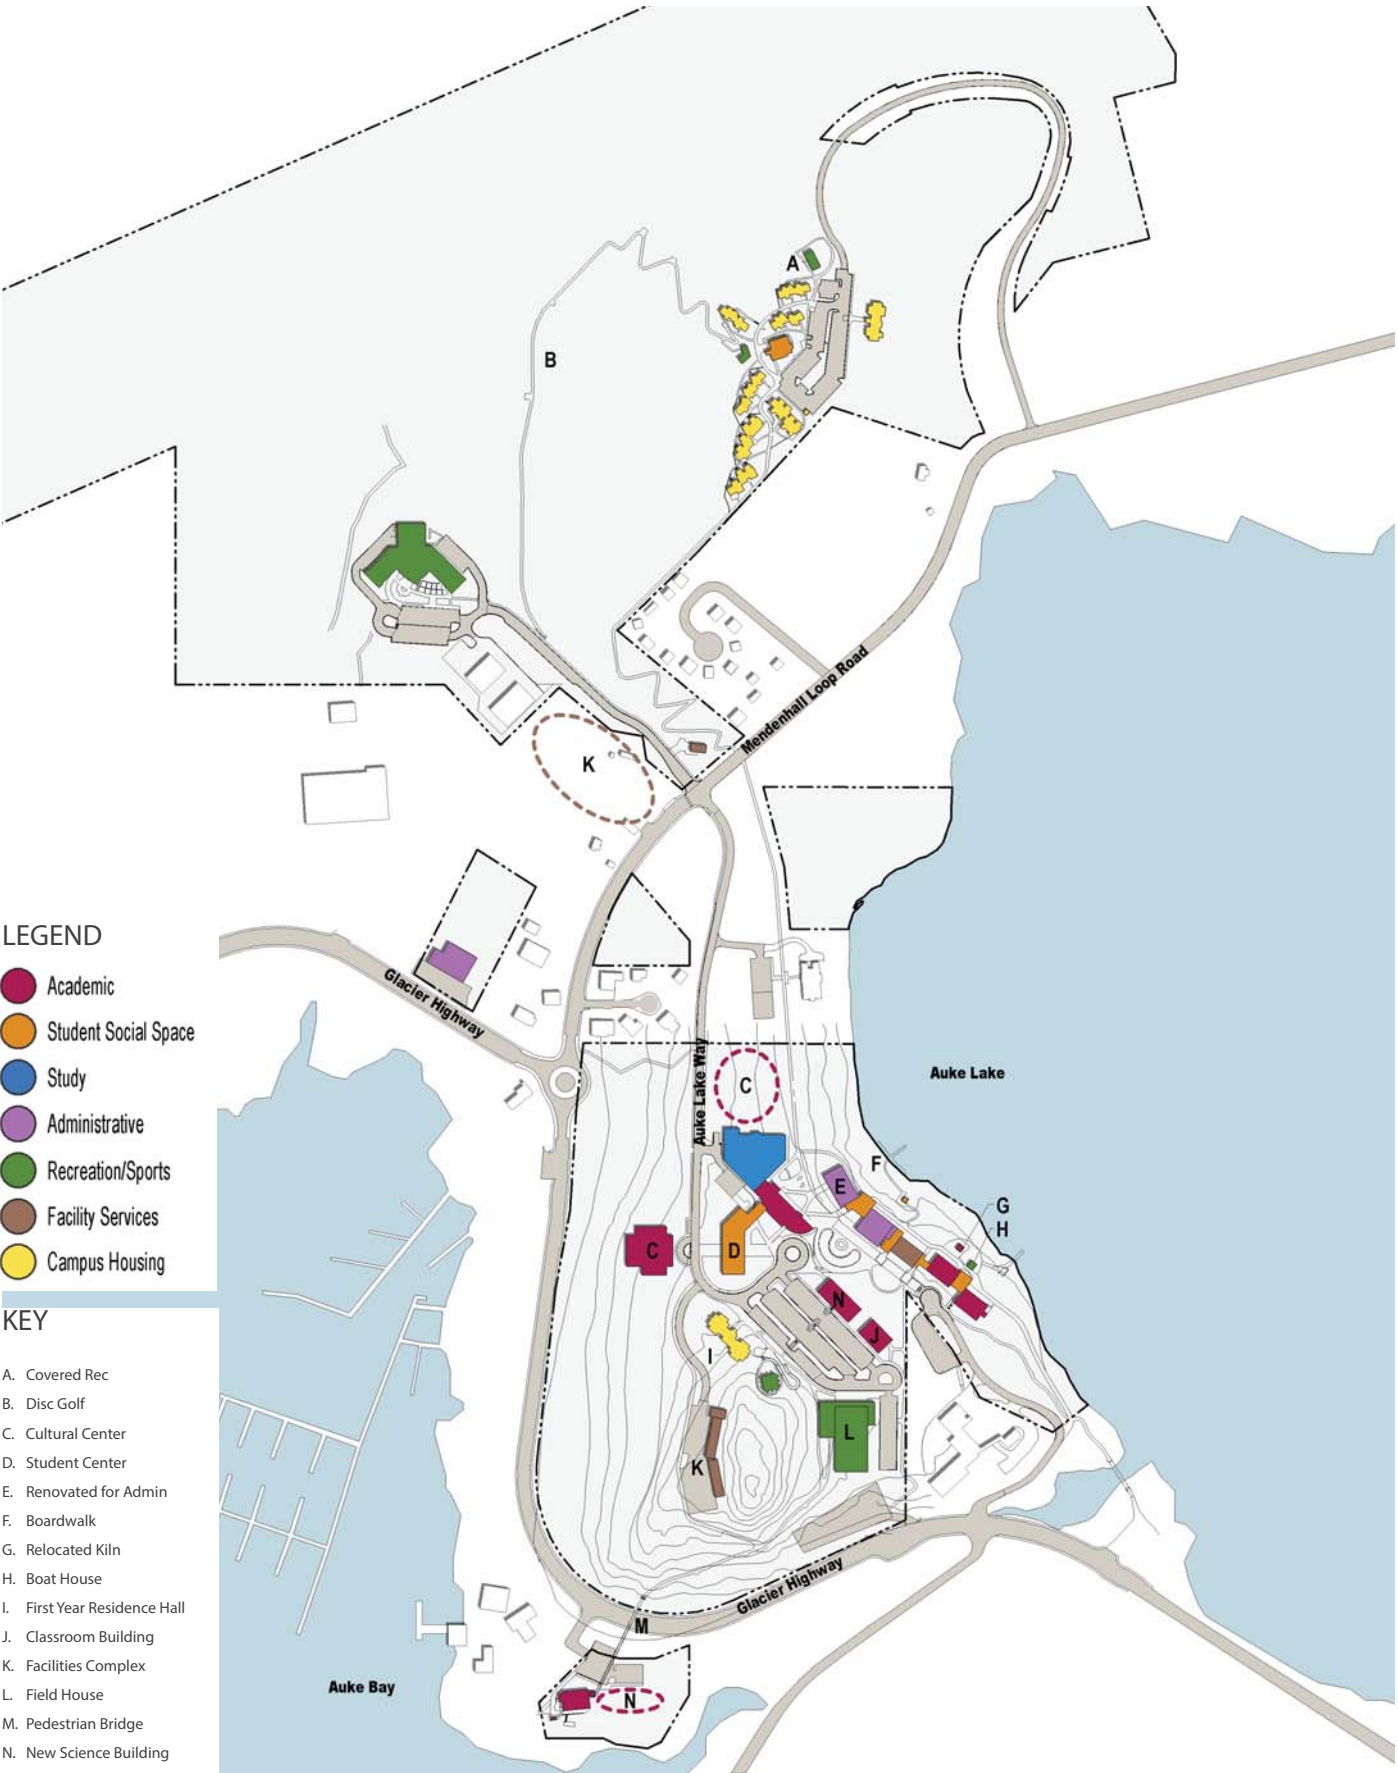 A
B
K
Mendenhall Loop Road
Glacier Highway
Auke Lake Way
C
Auke Lake
F
E
G
H
C
D
N
J
I
L
K
Glacier Highway
M
Auke Bay
N
LEGEND
Academic
Student Social Space
Study
Administrative
Recreation/Sports
Facility Services
Campus Housing
KEY
A. Covered Rec
B. Disc Golf
C. Cultural Center
D. Student Center
E. Renovated for Admin
F. Boardwalk
G. Relocated Kiln
H. Boat House
I. First Year Residence Hall
J. Classroom Building
K. Facilities Complex
L. Field House
M. Pedestrian Bridge
N. New Science Building